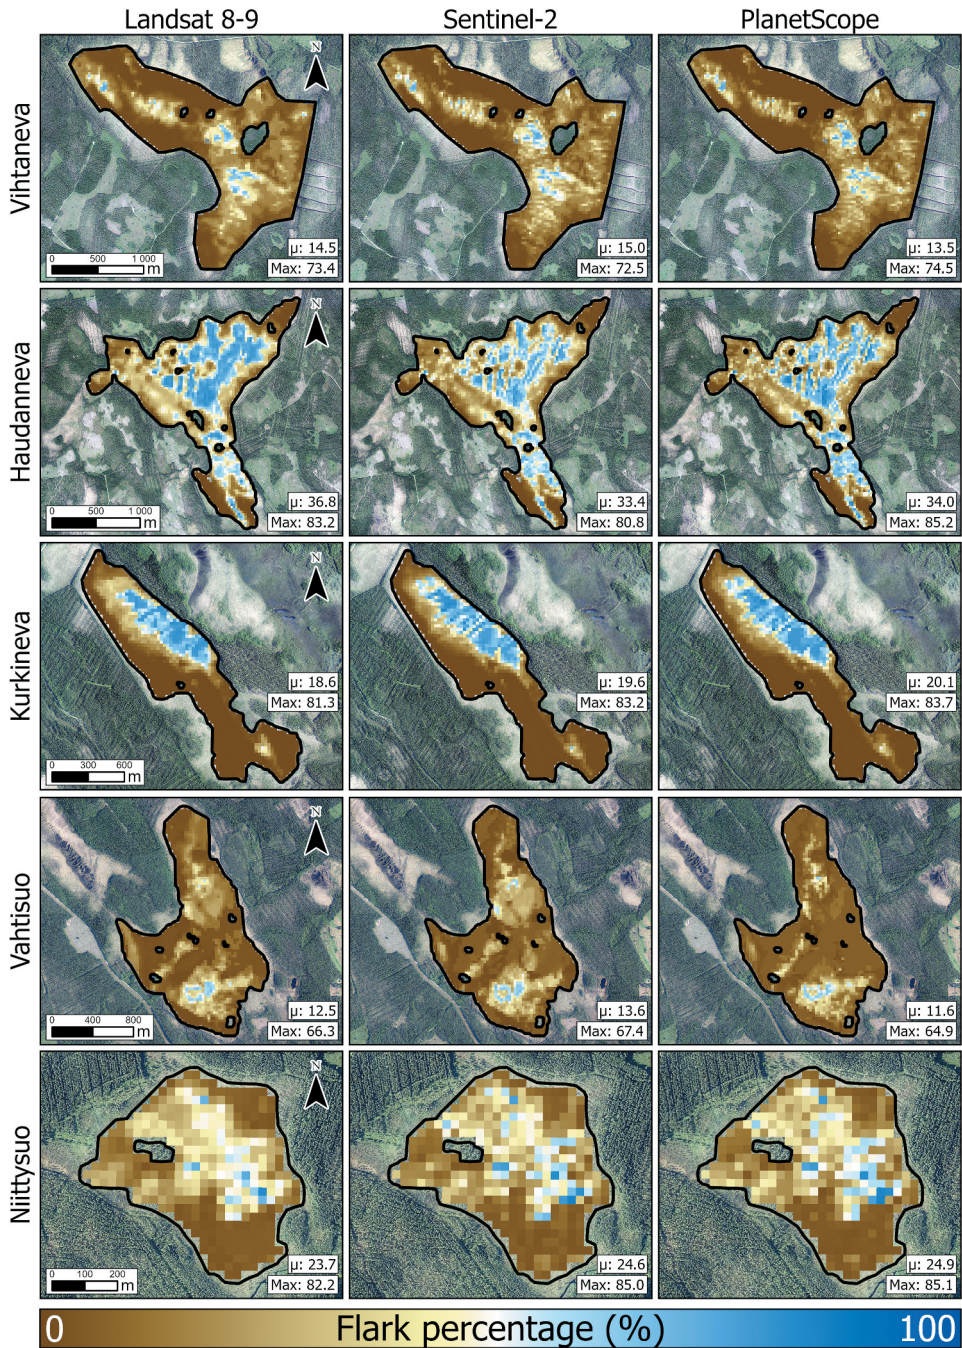 Landsat 8-9 Sentinel-2 PlanetScope
Vihtaneva
N
0 500 1 000 m
µ: 14.5
Max: 73.4
µ: 15.0
Max: 72.5
µ: 13.5
Max: 74.5
Haudanneva
N
0 500 1 000 m
µ: 36.8
Max: 83.2
µ: 33.4
Max: 80.8
µ: 34.0
Max: 85.2
Kurkineva
N
0 300 600 m
µ: 18.6
Max: 81.3
µ: 19.6
Max: 83.2
µ: 20.1
Max: 83.7
Vahtisuo
N
0 400 800 m
µ: 12.5
Max: 66.3
µ: 13.6
Max: 67.4
µ: 11.6
Max: 64.9
Niittysuo
N
0 100 200 m
µ: 23.7
Max: 82.2
µ: 24.6
Max: 85.0
µ: 24.9
Max: 85.1
0 Flark percentage (%) 100